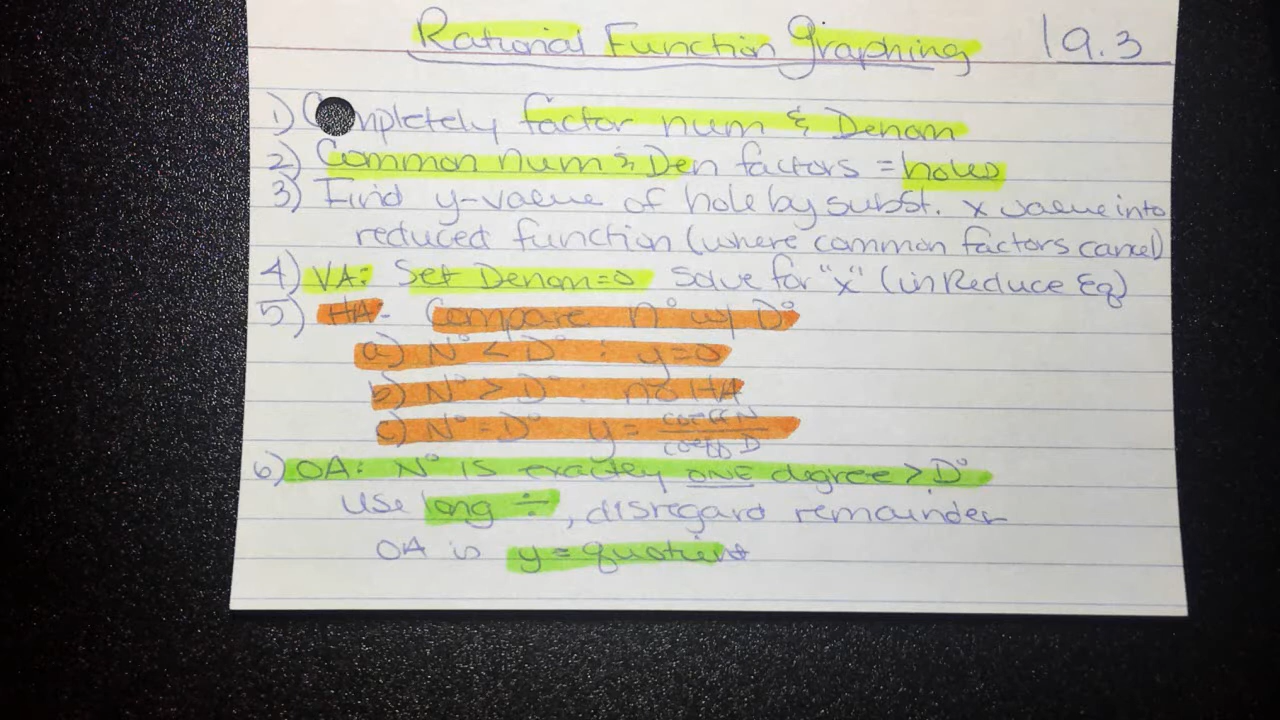 Rational Function Graphing 19.3
1) Completely factor num & Denom
2) Common num & Den factors = holes
3) Find y-value of hole by subst. x value into
reduced function (where common factors cancel)
4) VA: Set Denom=0 solve for "x" (in Reduce Eq)
5) HA- Compare n° w/ D°
a) N° < D° : y=0
b) N° > D° : no HA
c) N° = D° y = coeff N / coeff D
6) OA: N° is exactly ONE degree > D°
use long ÷, disregard remainder
OA is y = quotient